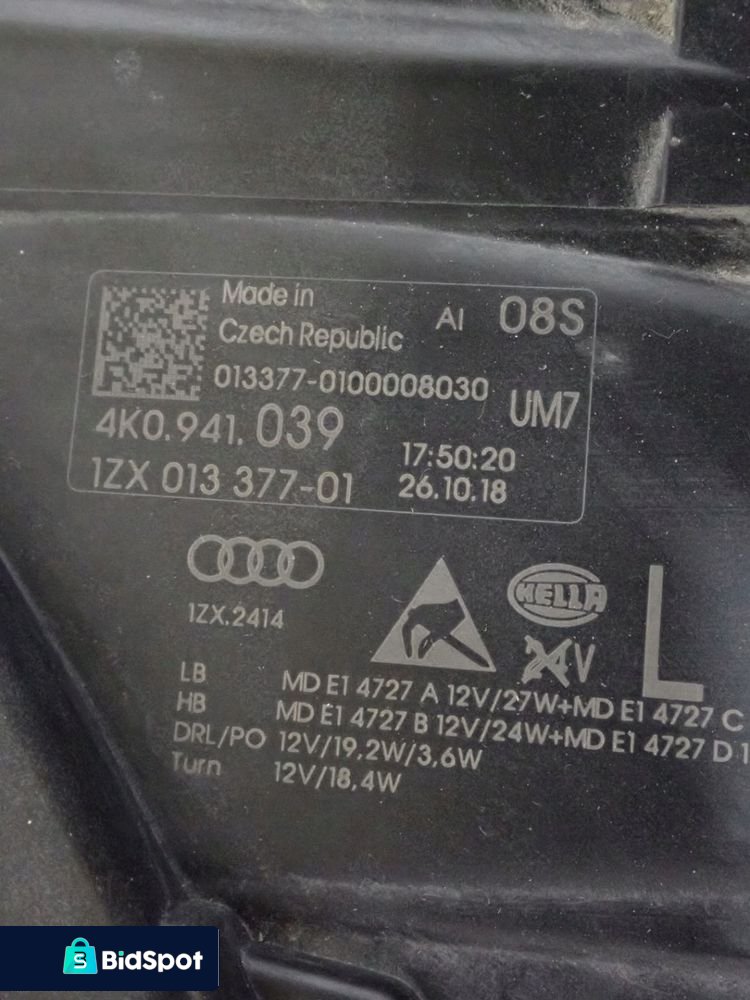 Made in
Czech Republic
AI 08S
013377-0100008030
UM7
4K0.941.039
17:50:20
1ZX 013 377-01
26.10.18
1ZX.2414
HELLA
L
24V
LB MD E1 4727 A 12V/27W+MD E1 4727 C
HB MD E1 4727 B 12V/24W+MD E1 4727 D 1
DRL/PO 12V/19,2W/3,6W
Turn 12V/18,4W
BidSpot